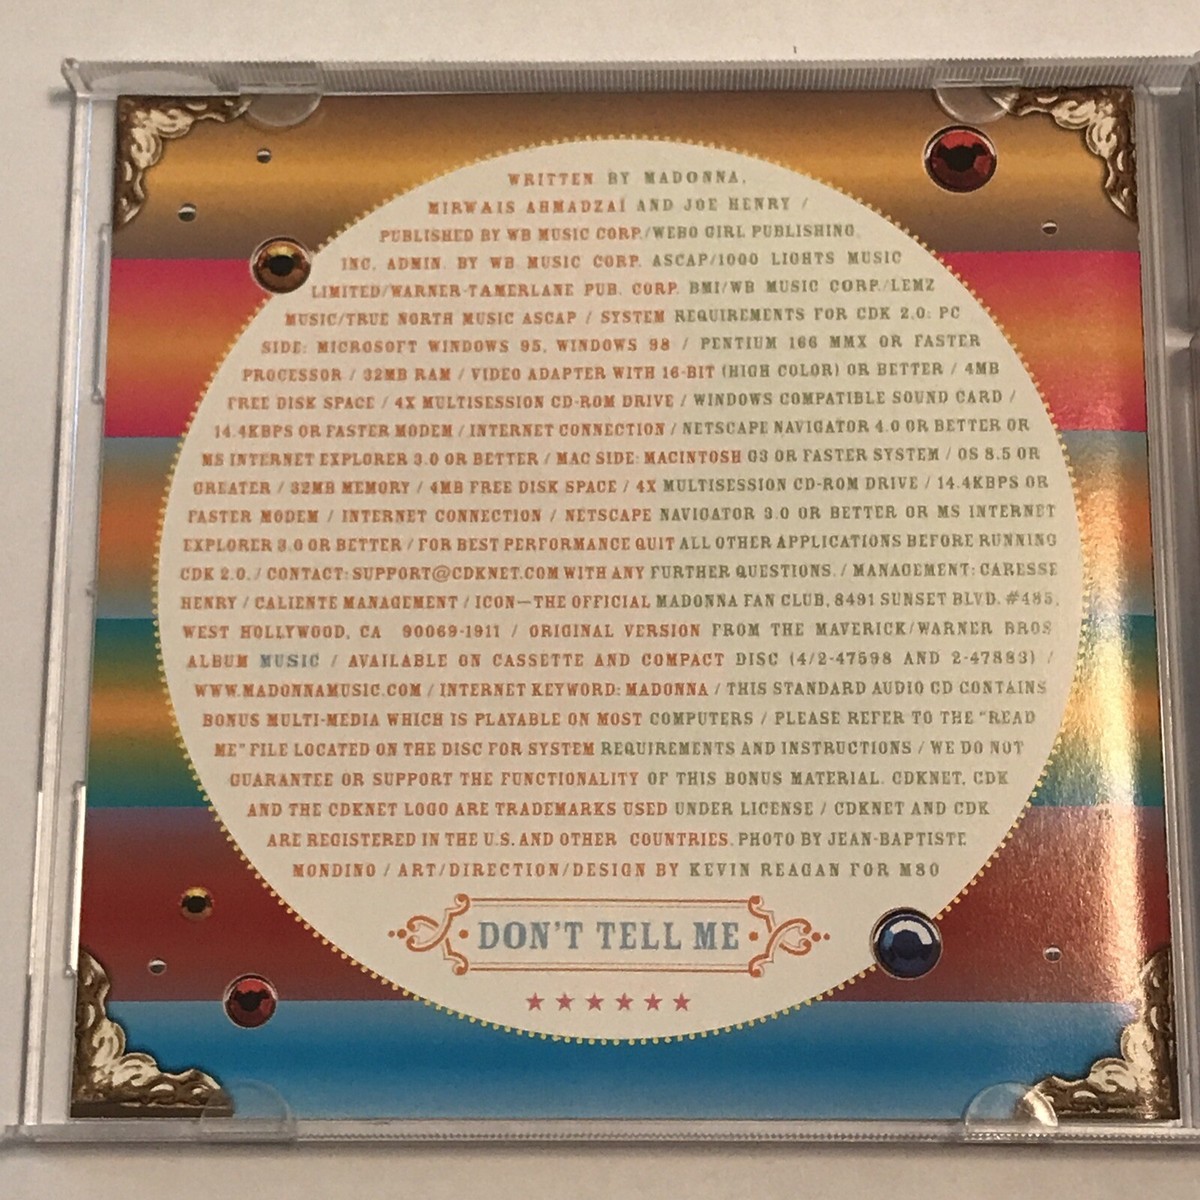 WRITTEN BY MADONNA,
MIRWAIS AHMADZAÏ AND JOE HENRY /
PUBLISHED BY WB MUSIC CORP./WEBO GIRL PUBLISHING
INC. ADMIN. BY WB MUSIC CORP. ASCAP/1000 LIGHTS MUSIC
LIMITED/WARNER-TAMERLANE PUB. CORP. BMI/WB MUSIC CORP./LEMZ
MUSIC/TRUE NORTH MUSIC ASCAP / SYSTEM REQUIREMENTS FOR CDK 2.0: PC
SIDE: MICROSOFT WINDOWS 95, WINDOWS 98 / PENTIUM 166 MMX OR FASTER
PROCESSOR / 32MB RAM / VIDEO ADAPTER WITH 16-BIT (HIGH COLOR) OR BETTER / 4MB
FREE DISK SPACE / 4X MULTISESSION CD-ROM DRIVE / WINDOWS COMPATIBLE SOUND CARD /
14.4KBPS OR FASTER MODEM / INTERNET CONNECTION / NETSCAPE NAVIGATOR 4.0 OR BETTER OR
MS INTERNET EXPLORER 3.0 OR BETTER / MAC SIDE: MACINTOSH G3 OR FASTER SYSTEM / OS 8.5 OR
GREATER / 32MB MEMORY / 4MB FREE DISK SPACE / 4X MULTISESSION CD-ROM DRIVE / 14.4KBPS OR
FASTER MODEM / INTERNET CONNECTION / NETSCAPE NAVIGATOR 3.0 OR BETTER OR MS INTERNET
EXPLORER 3.0 OR BETTER / FOR BEST PERFORMANCE QUIT ALL OTHER APPLICATIONS BEFORE RUNNING
CDK 2.0. / CONTACT: SUPPORT@CDKNET.COM WITH ANY FURTHER QUESTIONS. / MANAGEMENT: CARESSE
HENRY / CALIENTE MANAGEMENT / ICON—THE OFFICIAL MADONNA FAN CLUB, 8491 SUNSET BLVD. #485,
WEST HOLLYWOOD, CA 90069-1911 / ORIGINAL VERSION FROM THE MAVERICK/WARNER BROS
ALBUM MUSIC / AVAILABLE ON CASSETTE AND COMPACT DISC (4/2-47598 AND 2-47883) /
WWW.MADONNAMUSIC.COM / INTERNET KEYWORD: MADONNA / THIS STANDARD AUDIO CD CONTAINS
BONUS MULTI-MEDIA WHICH IS PLAYABLE ON MOST COMPUTERS / PLEASE REFER TO THE "READ
ME" FILE LOCATED ON THE DISC FOR SYSTEM REQUIREMENTS AND INSTRUCTIONS / WE DO NOT
GUARANTEE OR SUPPORT THE FUNCTIONALITY OF THIS BONUS MATERIAL. CDKNET, CDK
AND THE CDKNET LOGO ARE TRADEMARKS USED UNDER LICENSE / CDKNET AND CDK
ARE REGISTERED IN THE U.S. AND OTHER COUNTRIES. PHOTO BY JEAN-BAPTISTE
MONDINO / ART/DIRECTION/DESIGN BY KEVIN REAGAN FOR M80
DON'T TELL ME